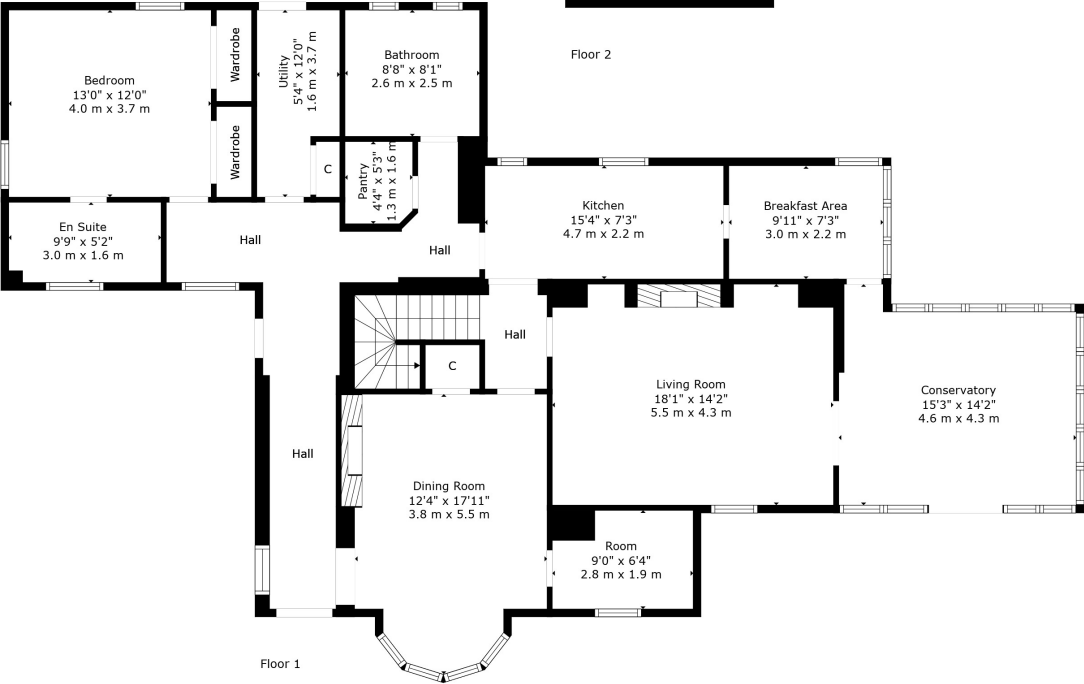 Floor 2
Bedroom
13'0" x 12'0"
4.0 m x 3.7 m
Wardrobe
Wardrobe
Utility
5'4" x 12'0"
1.6 m x 3.7 m
Bathroom
8'8" x 8'1"
2.6 m x 2.5 m
C
Pantry
4'4" x 5'3"
1.3 m x 1.6 m
Kitchen
15'4" x 7'3"
4.7 m x 2.2 m
Breakfast Area
9'11" x 7'3"
3.0 m x 2.2 m
En Suite
9'9" x 5'2"
3.0 m x 1.6 m
Hall
Hall
Hall
C
Living Room
18'1" x 14'2"
5.5 m x 4.3 m
Conservatory
15'3" x 14'2"
4.6 m x 4.3 m
Hall
Dining Room
12'4" x 17'11"
3.8 m x 5.5 m
Room
9'0" x 6'4"
2.8 m x 1.9 m
Floor 1